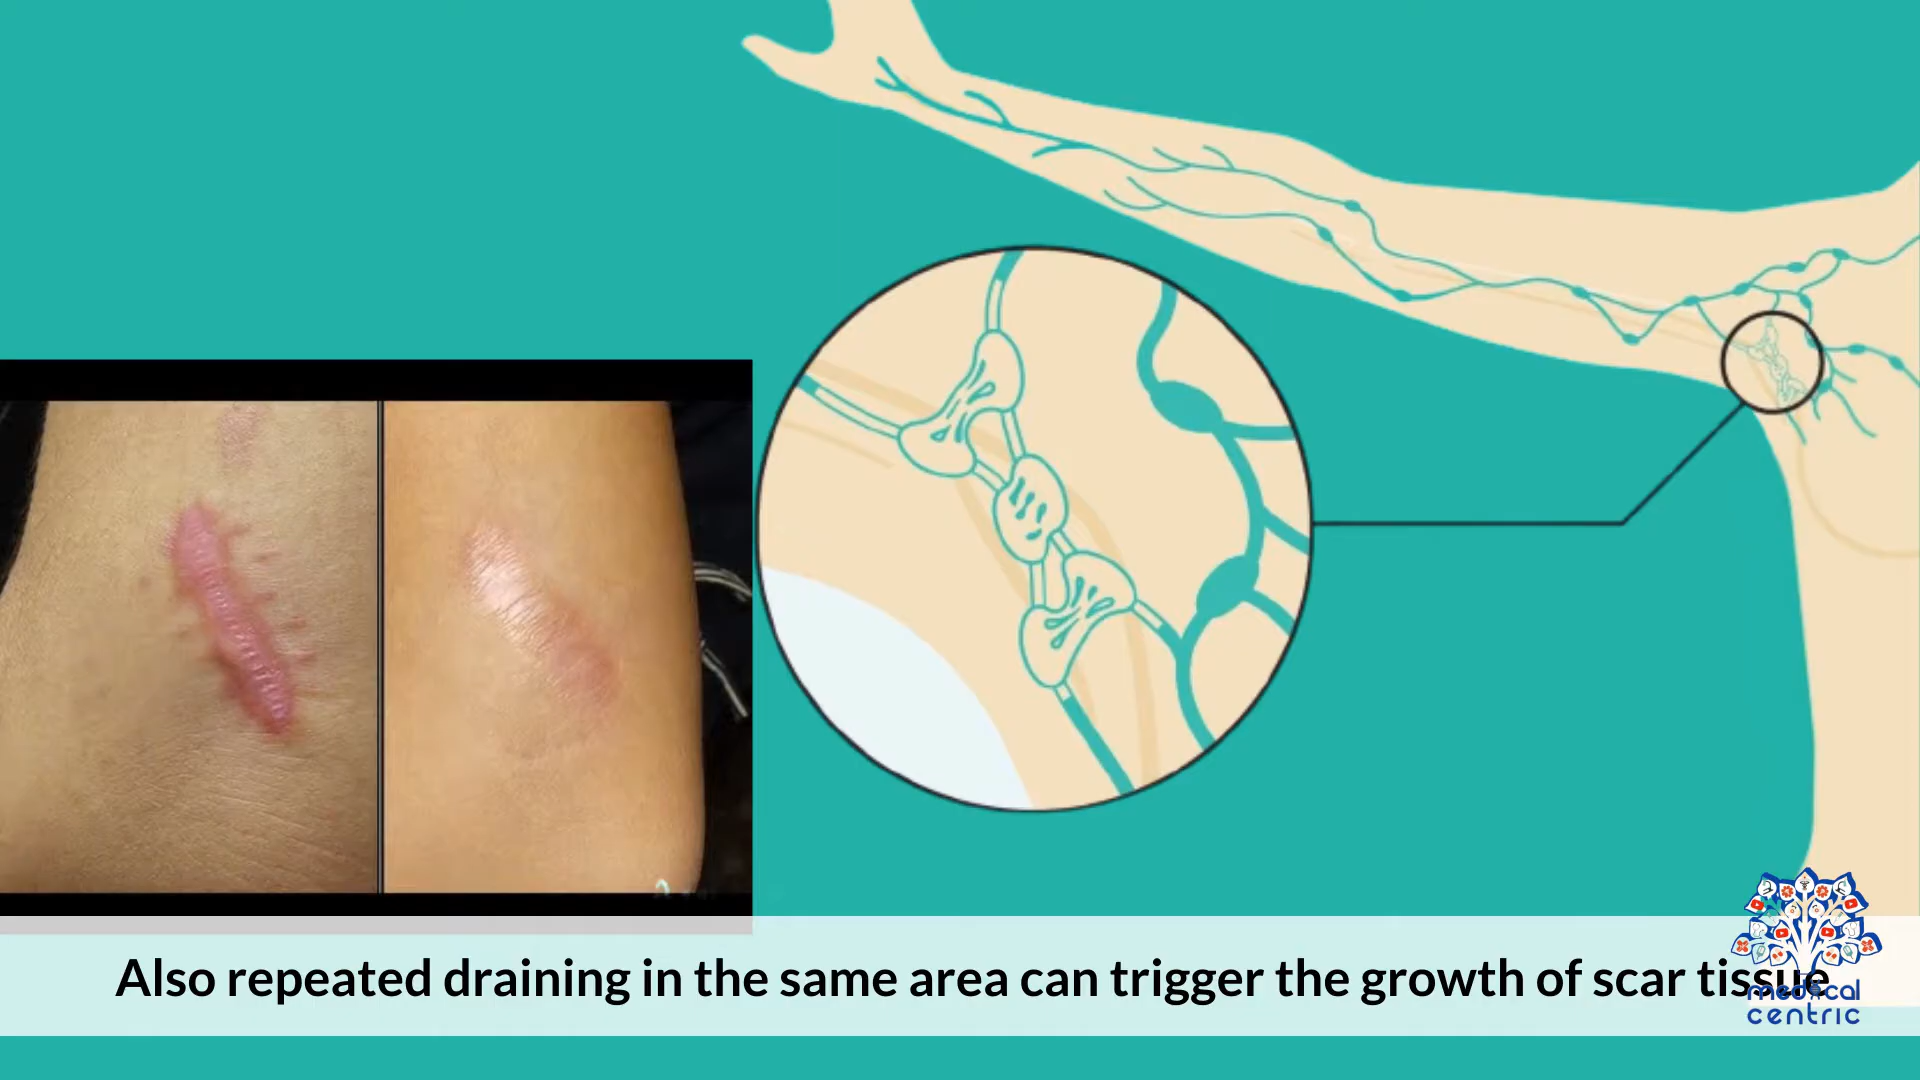 Also repeated draining in the same area can trigger the growth of scar tissue
medical
centric